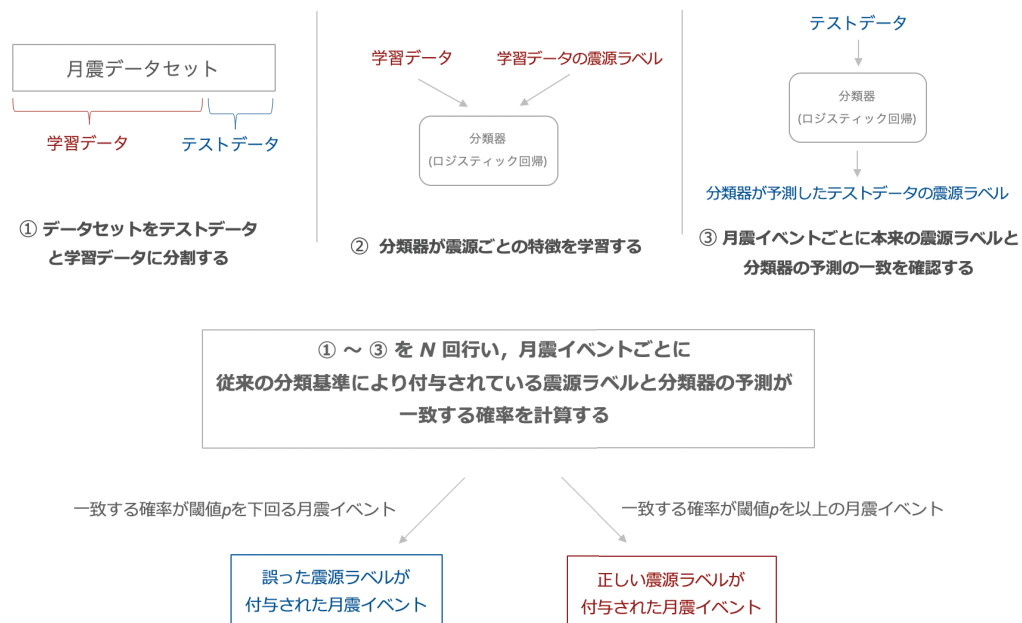 月震データセット
学習データ
テストデータ
① データセットをテストデータ
と学習データに分割する
学習データ
学習データの震源ラベル
分類器
(ロジスティック回帰)
② 分類器が震源ごとの特徴を学習する
テストデータ
分類器
(ロジスティック回帰)
分類器が予測したテストデータの震源ラベル
③ 月震イベントごとに本来の震源ラベルと
分類器の予測の一致を確認する
① ～ ③ を N 回行い，月震イベントごとに
従来の分類基準により付与されている震源ラベルと分類器の予測が
一致する確率を計算する
一致する確率が閾値pを下回る月震イベント
一致する確率が閾値pを以上の月震イベント
誤った震源ラベルが
付与された月震イベント
正しい震源ラベルが
付与された月震イベント